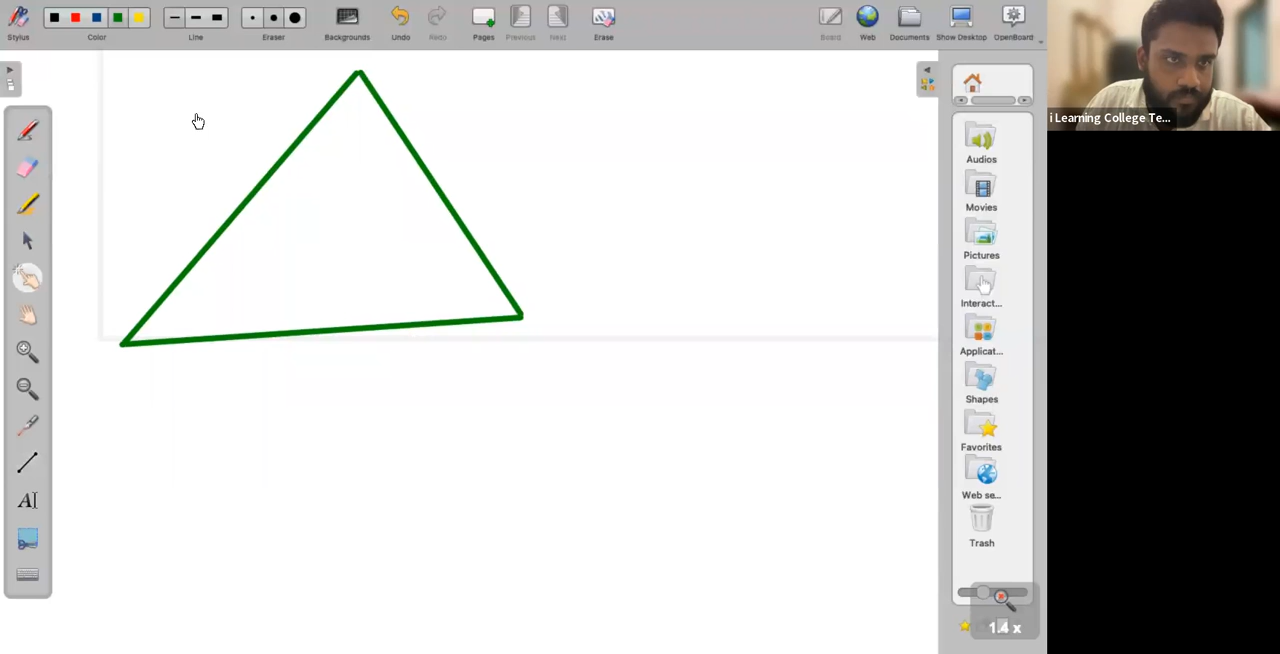 Stylus
Color
Line
Eraser
Backgrounds
Undo
Redo
Pages
Previous
Next
Erase
Board
Web
Documents
Show Desktop
OpenBoard
i Learning College Te...
Audios
Movies
Pictures
Interact...
Applicat...
Shapes
Favorites
Web se...
Trash
1.4 x
AI